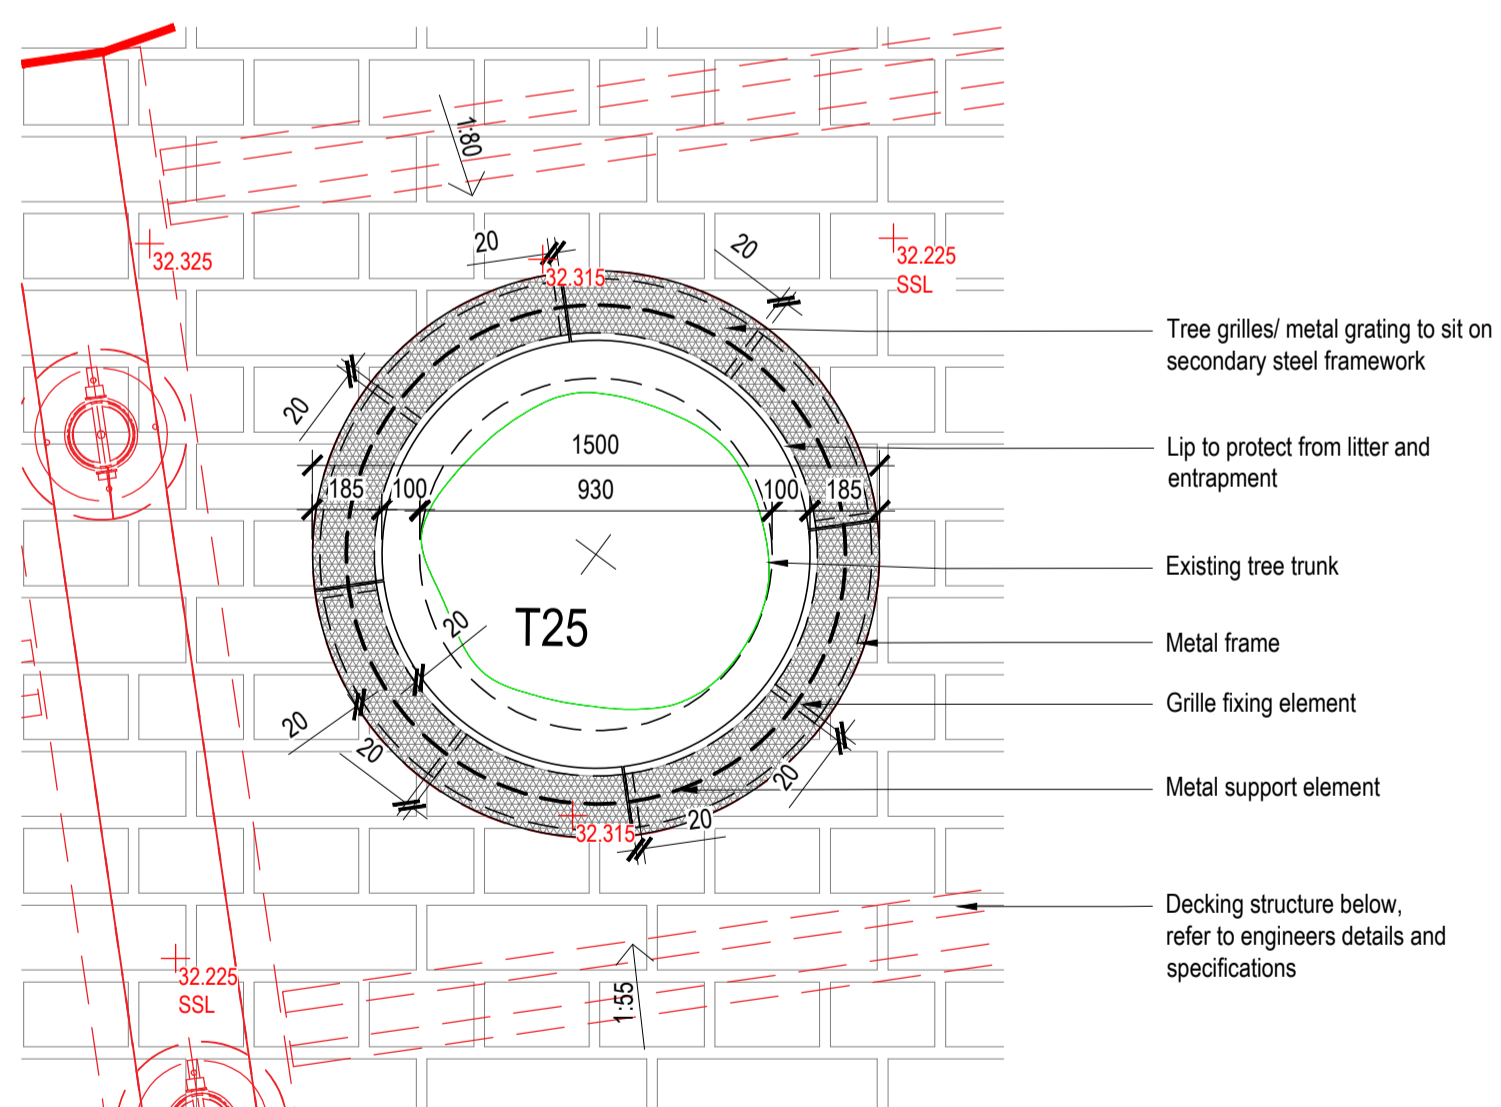 1:80
20
20
32.325
32.315
32.225
SSL
Tree grilles/ metal grating to sit on
secondary steel framework
20
1500
Lip to protect from litter and
entrapment
185
100
930
100
185
Existing tree trunk
20
T25
Metal frame
20
Grille fixing element
20
20
Metal support element
20
32.315
Decking structure below,
refer to engineers details and
specifications
32.225
SSL
1:55